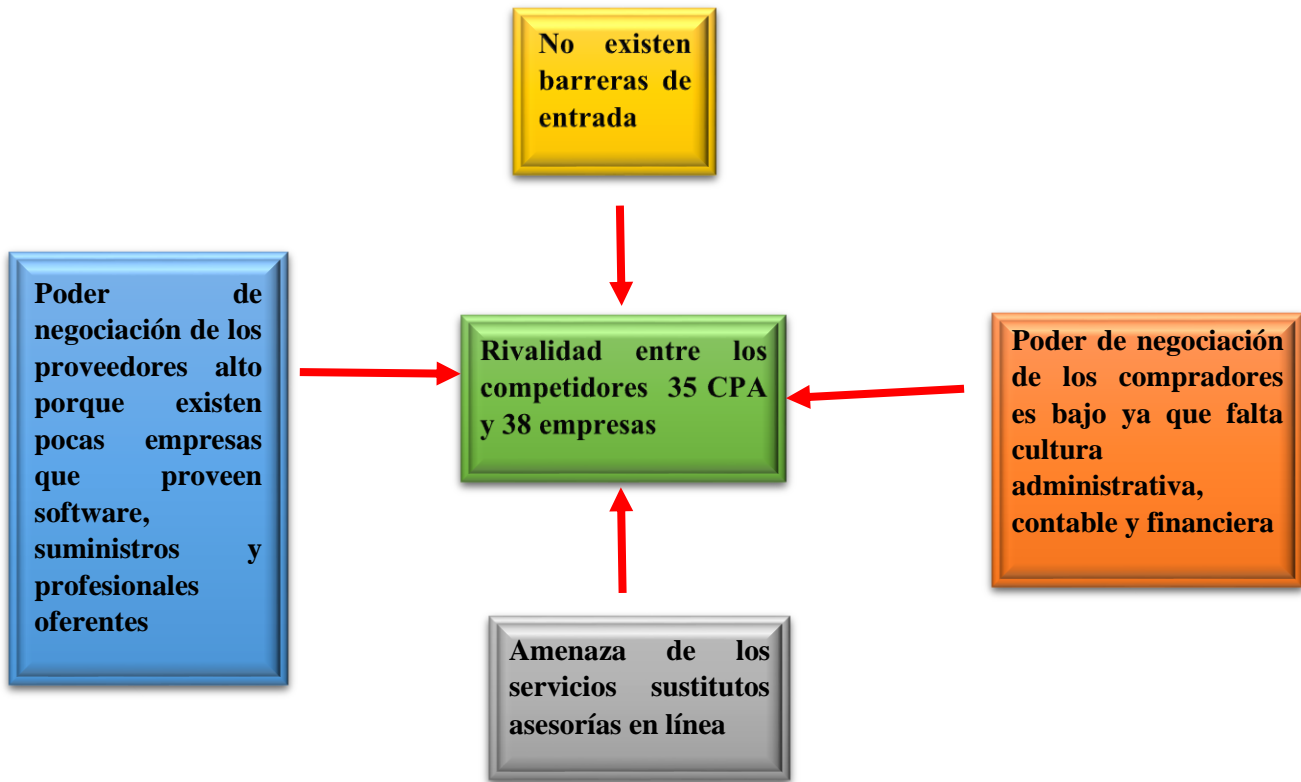 No existen
barreras de
entrada
Poder de
negociación de los
proveedores alto
porque existen
pocas empresas
que proveen
software,
suministros y
profesionales
oferentes
Rivalidad entre los
competidores 35 CPA
y 38 empresas
Poder de negociación
de los compradores
es bajo ya que falta
cultura
administrativa,
contable y financiera
Amenaza de los
servicios sustitutos
asesorías en línea